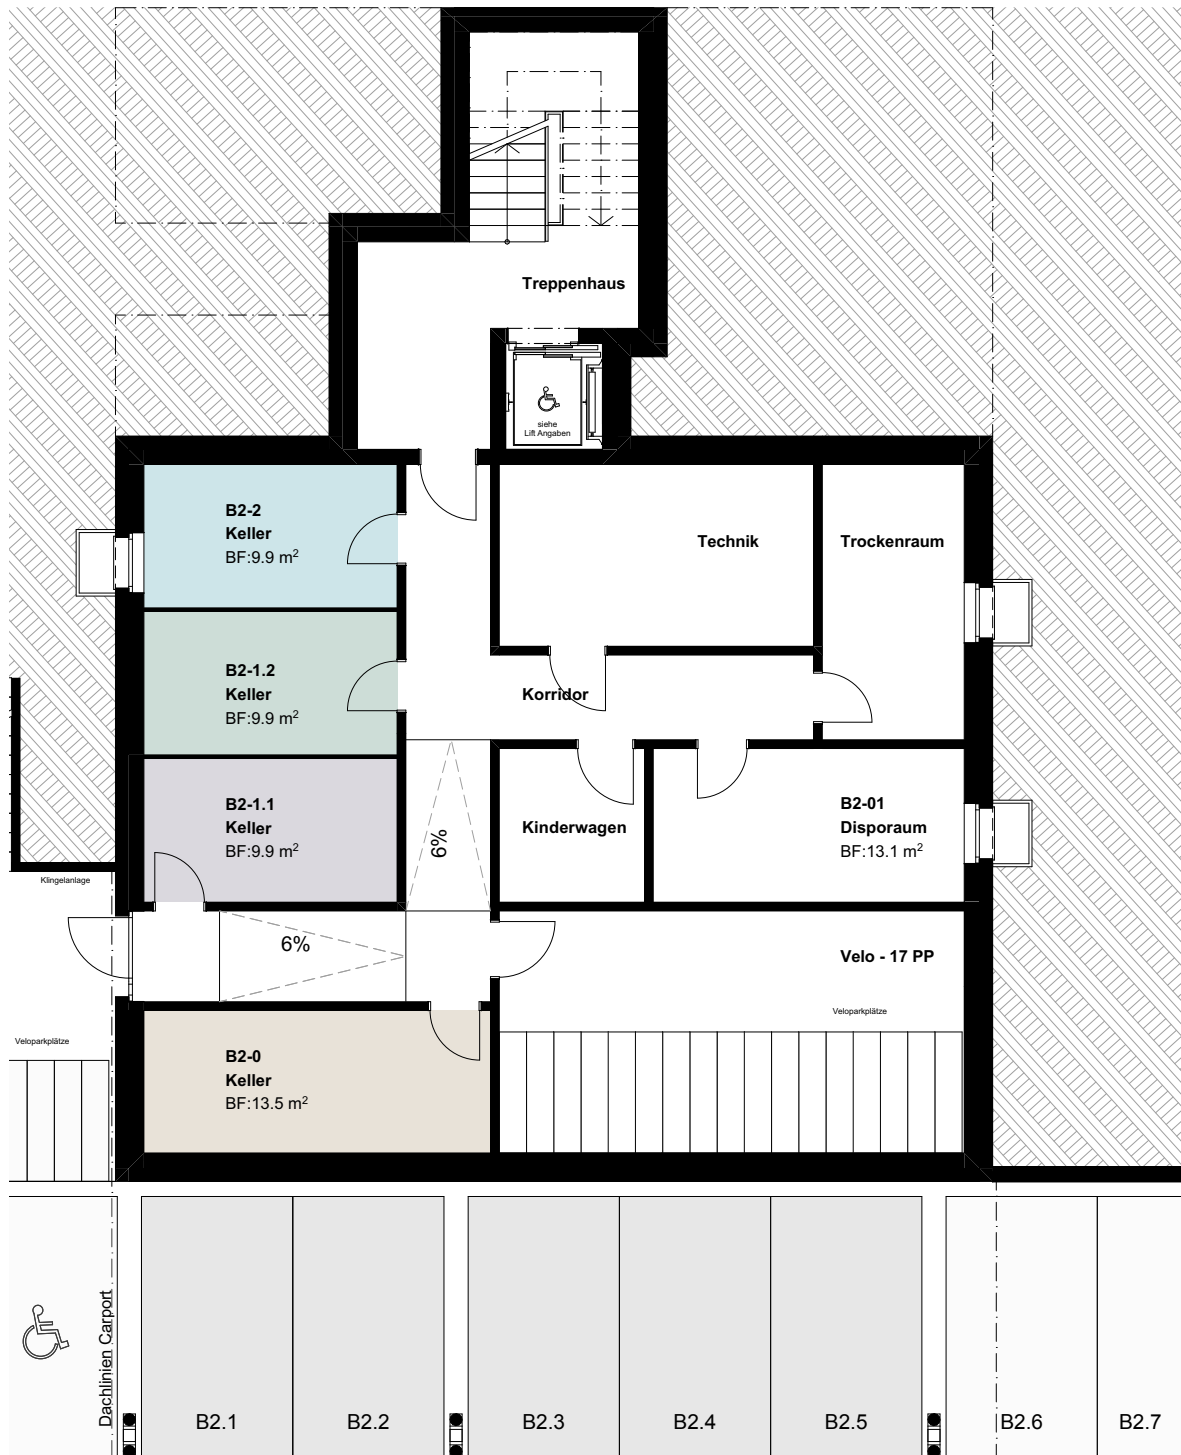 Treppenhaus
siehe
Lift Angaben
B2-2
Keller
BF:9.9 m²
Technik
Trockenraum
B2-1.2
Keller
BF:9.9 m²
Korridor
B2-1.1
Keller
BF:9.9 m²
6%
Kinderwagen
B2-01
Disporaum
BF:13.1 m²
Klingelanlage
6%
Velo - 17 PP
Veloparkplätze
Veloparkplätze
B2-0
Keller
BF:13.5 m²
Dachlinien Carport
B2.1
B2.2
B2.3
B2.4
B2.5
B2.6
B2.7